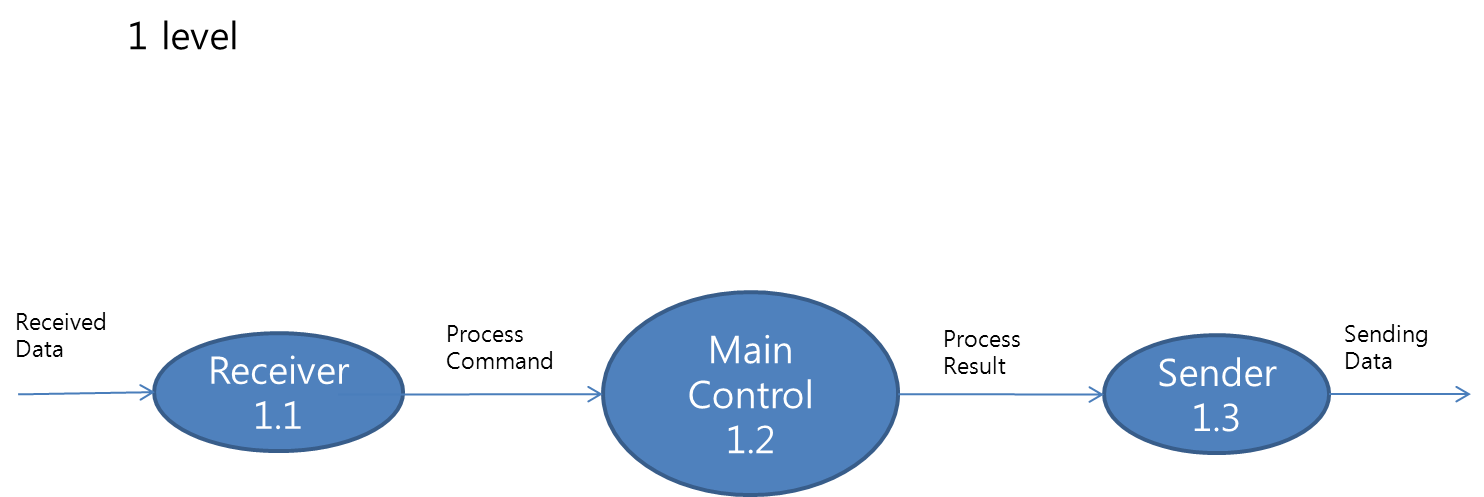 1 level
Received
Data
Receiver
1.1
Process
Command
Main
Control
1.2
Process
Result
Sender
1.3
Sending
Data